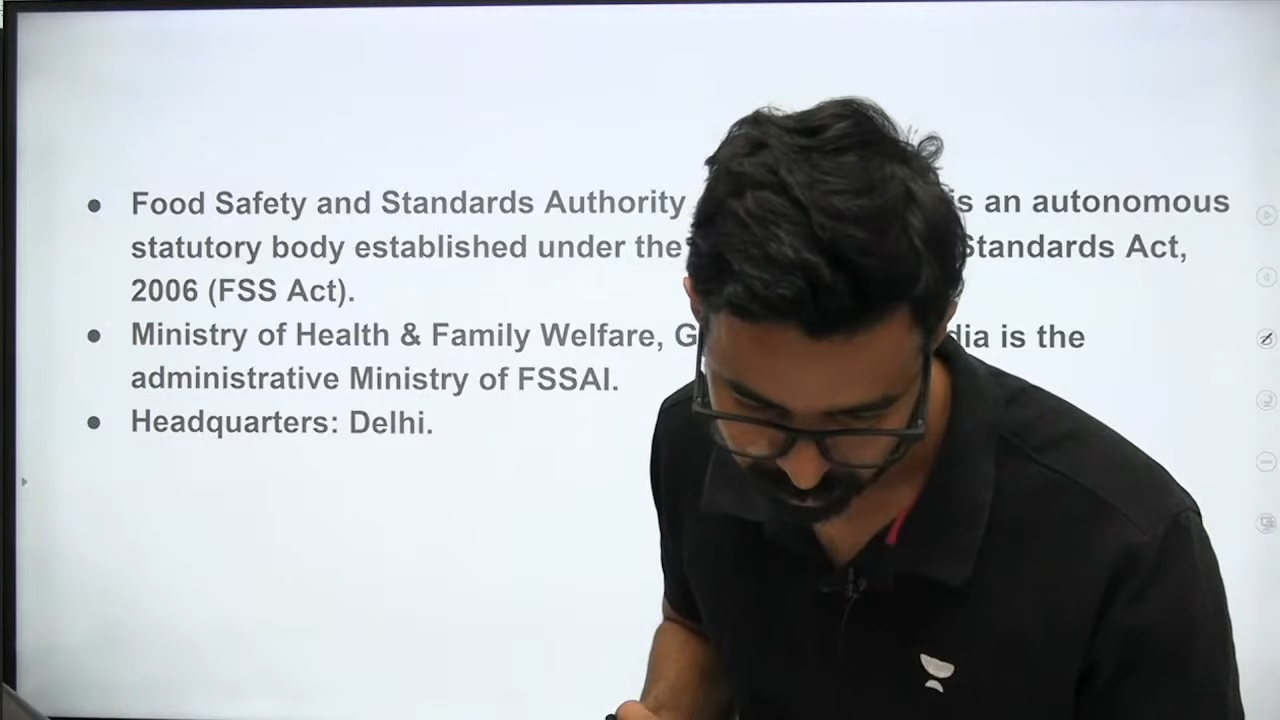 ● Food Safety and Standards Authority is an autonomous
statutory body established under the Standards Act,
2006 (FSS Act).
● Ministry of Health & Family Welfare, is the
administrative Ministry of FSSAI.
● Headquarters: Delhi.